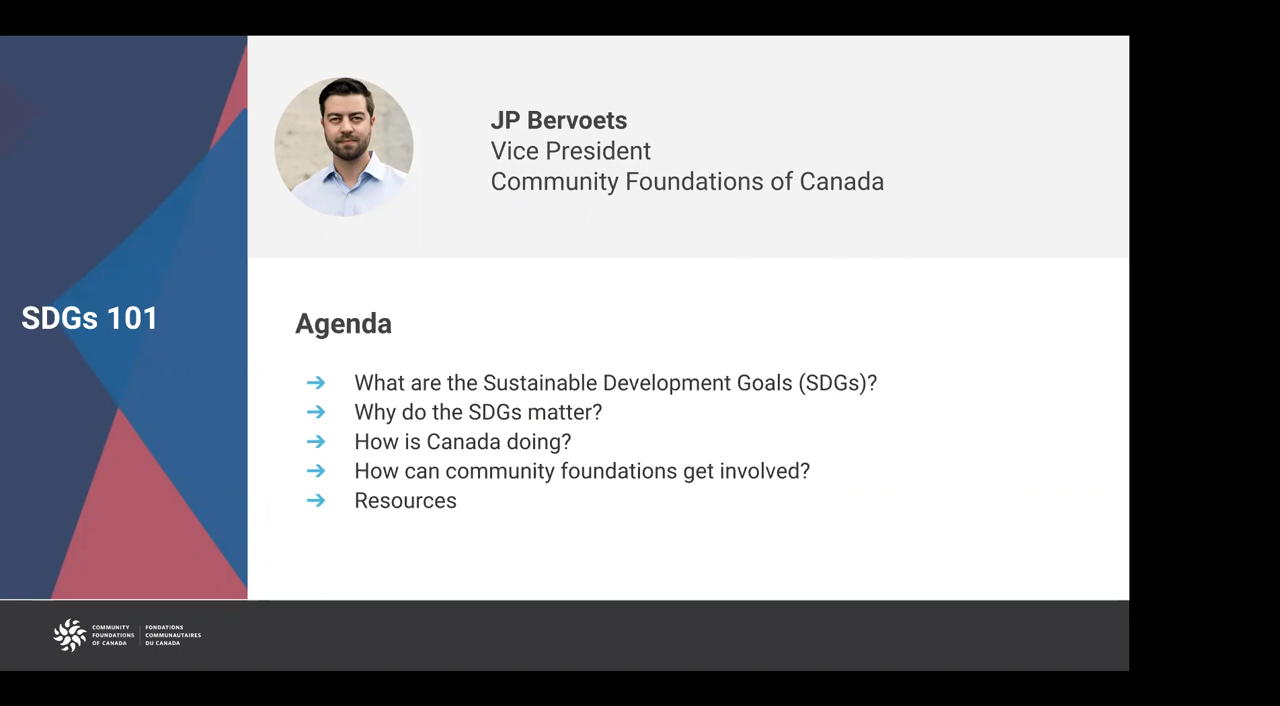 JP Bervoets
Vice President
Community Foundations of Canada
SDGs 101
Agenda
➔ What are the Sustainable Development Goals (SDGs)?
➔ Why do the SDGs matter?
➔ How is Canada doing?
➔ How can community foundations get involved?
➔ Resources
COMMUNITY
FOUNDATIONS
OF CANADA
FONDATIONS
COMMUNAUTAIRES
DU CANADA